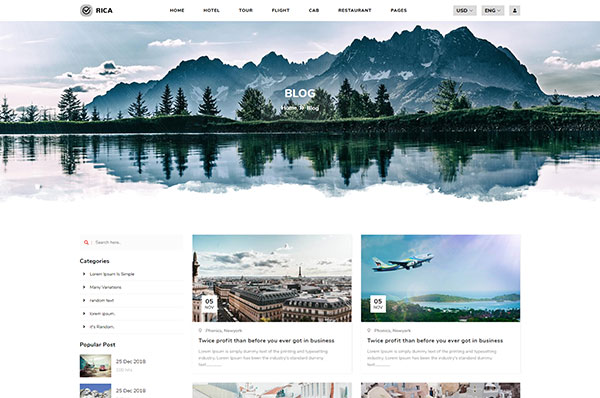 RICA
HOME HOTEL TOUR FLIGHT CAB RESTAURANT PAGES
USD ENG
BLOG
Home Blog
Search here..
Categories
Lorem Ipsum Is Simple
Many Variations
random text
lorem ipsum..
It's Random..
Popular Post
25 Dec 2018
25 Dec 2018
05
NOV
Phonics, Newyork
Twice profit than before you ever got in business
Lorem Ipsum is simply dummy text of the printing and typesetting
industry. Lorem Ipsum has been the industry's standard dummy
text..............
05
NOV
Phonics, Newyork
Twice profit than before you ever got in business
Lorem Ipsum is simply dummy text of the printing and typesetting
industry. Lorem Ipsum has been the industry's standard dummy
text..............